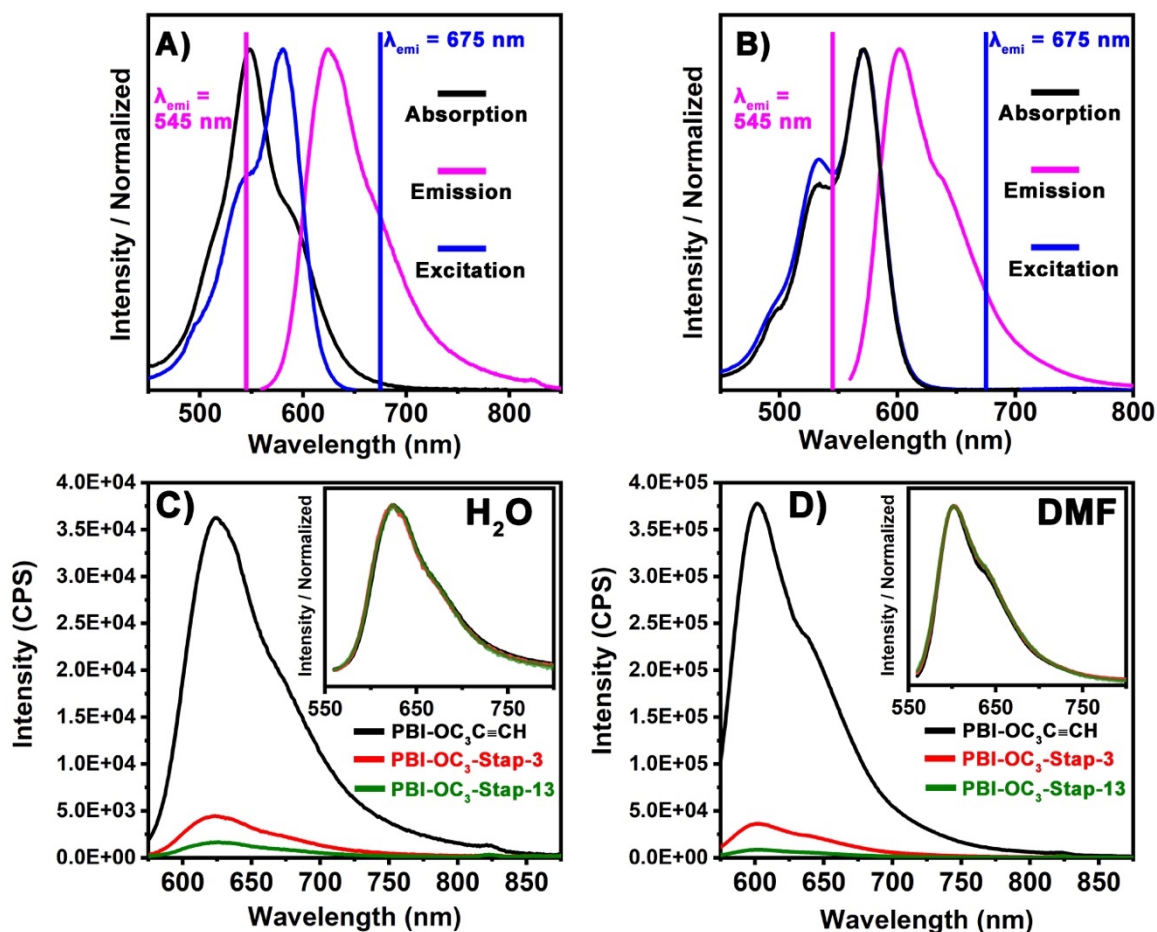 A)
λemi = 675 nm
λemi =
545 nm
Absorption
Emission
Excitation
Intensity / Normalized
500 600 700 800
Wavelength (nm)
B)
λemi = 675 nm
λemi =
545 nm
Absorption
Emission
Excitation
Intensity / Normalized
500 600 700 800
Wavelength (nm)
C)
H₂O
4.0E+04
3.5E+04
3.0E+04
2.5E+04
2.0E+04
1.5E+04
1.0E+04
5.0E+03
0.0E+00
Intensity (CPS)
Intensity / Normalized
550 650 750
PBI-OC₃C≡CH
PBI-OC₃-Stap-3
PBI-OC₃-Stap-13
600 650 700 750 800 850
Wavelength (nm)
D)
DMF
4.0E+05
3.5E+05
3.0E+05
2.5E+05
2.0E+05
1.5E+05
1.0E+05
5.0E+04
0.0E+00
Intensity (CPS)
Intensity / Normalized
550 600 650 700 750
PBI-OC₃C≡CH
PBI-OC₃-Stap-3
PBI-OC₃-Stap-13
600 650 700 750 800 850
Wavelength (nm)